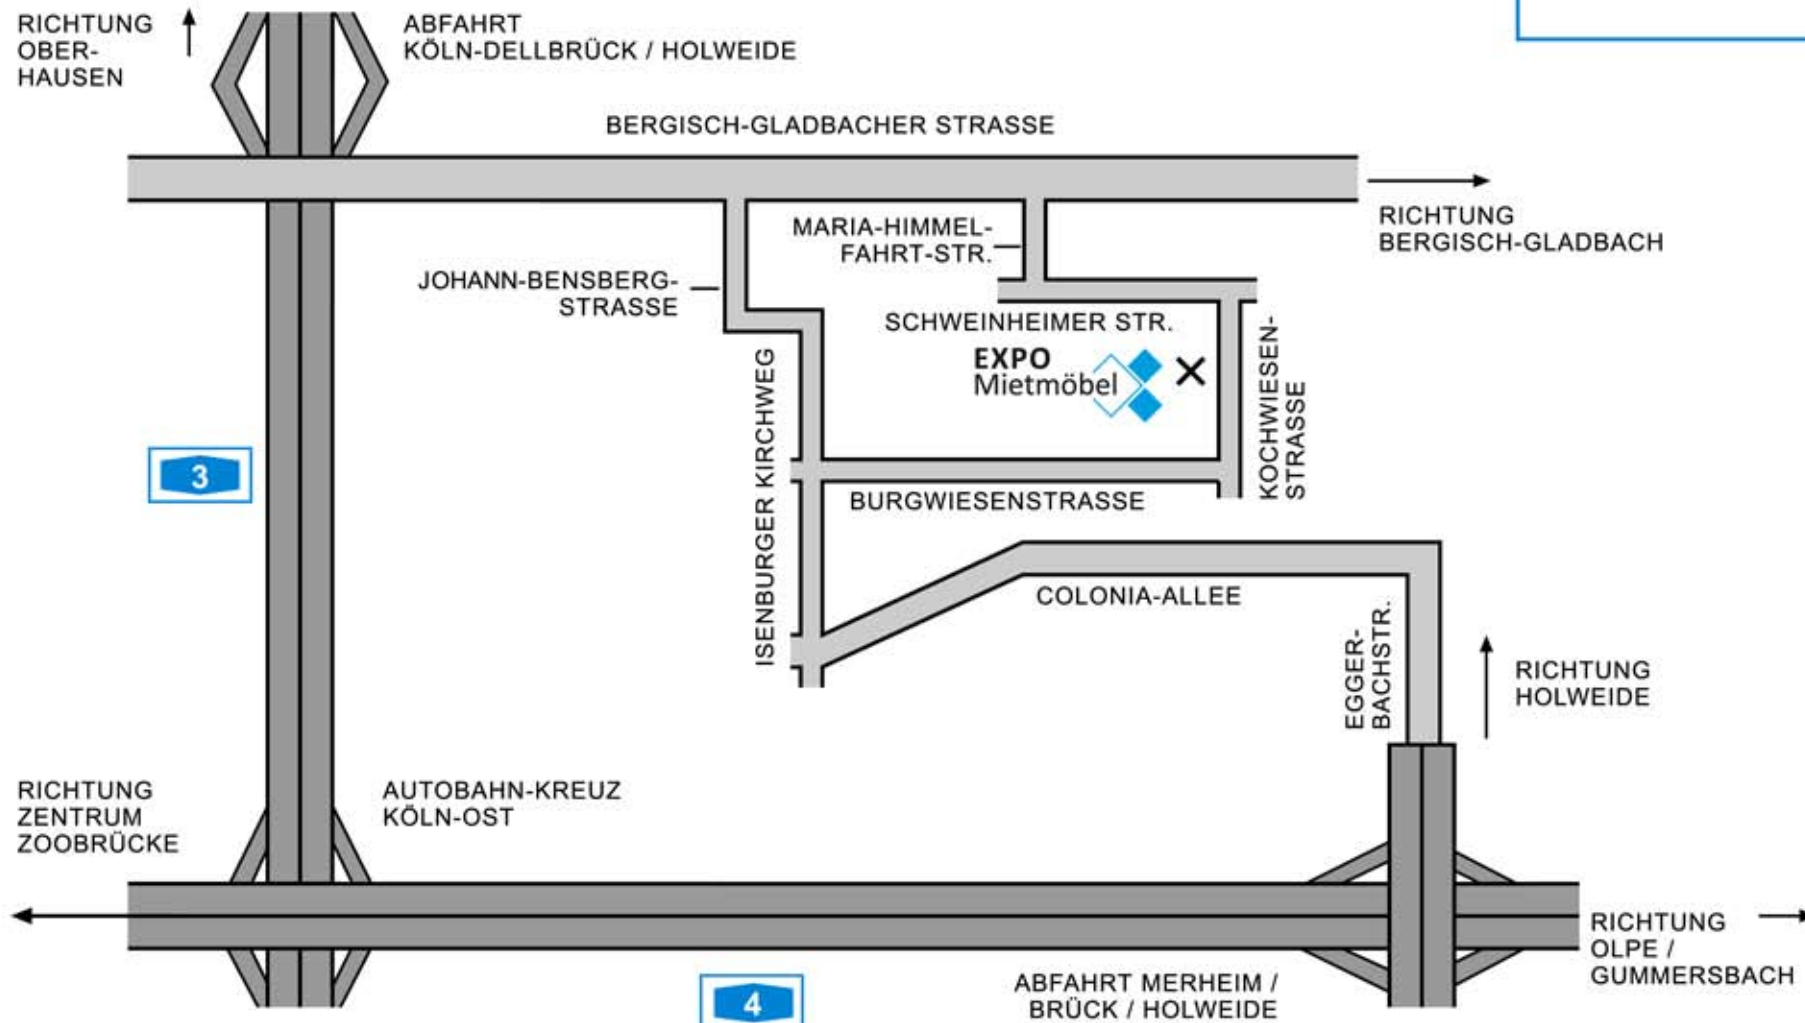 RICHTUNG
OBER-
HAUSEN
ABFAHRT
KÖLN-DELLBRÜCK / HOLWEIDE
BERGISCH-GLADBACHER STRASSE
RICHTUNG
BERGISCH-GLADBACH
MARIA-HIMMEL-
FAHRT-STR.
JOHANN-BENSBERG-
STRASSE
SCHWEINHEIMER STR.
EXPO
Mietmöbel
KOCHWIESEN-
STRASSE
ISENBURGER KIRCHWEG
3
BURGWIESENSTRASSE
COLONIA-ALLEE
EGGER-
BACHSTR.
RICHTUNG
HOLWEIDE
RICHTUNG
ZENTRUM
ZOOBRÜCKE
AUTOBAHN-KREUZ
KÖLN-OST
RICHTUNG
OLPE /
GUMMERSBACH
ABFAHRT MERHEIM /
BRÜCK / HOLWEIDE
4